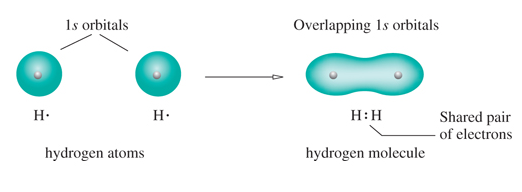 1s orbitals
Overlapping 1s orbitals
H·
H·
H:H
Shared pair
of electrons
hydrogen atoms
hydrogen molecule